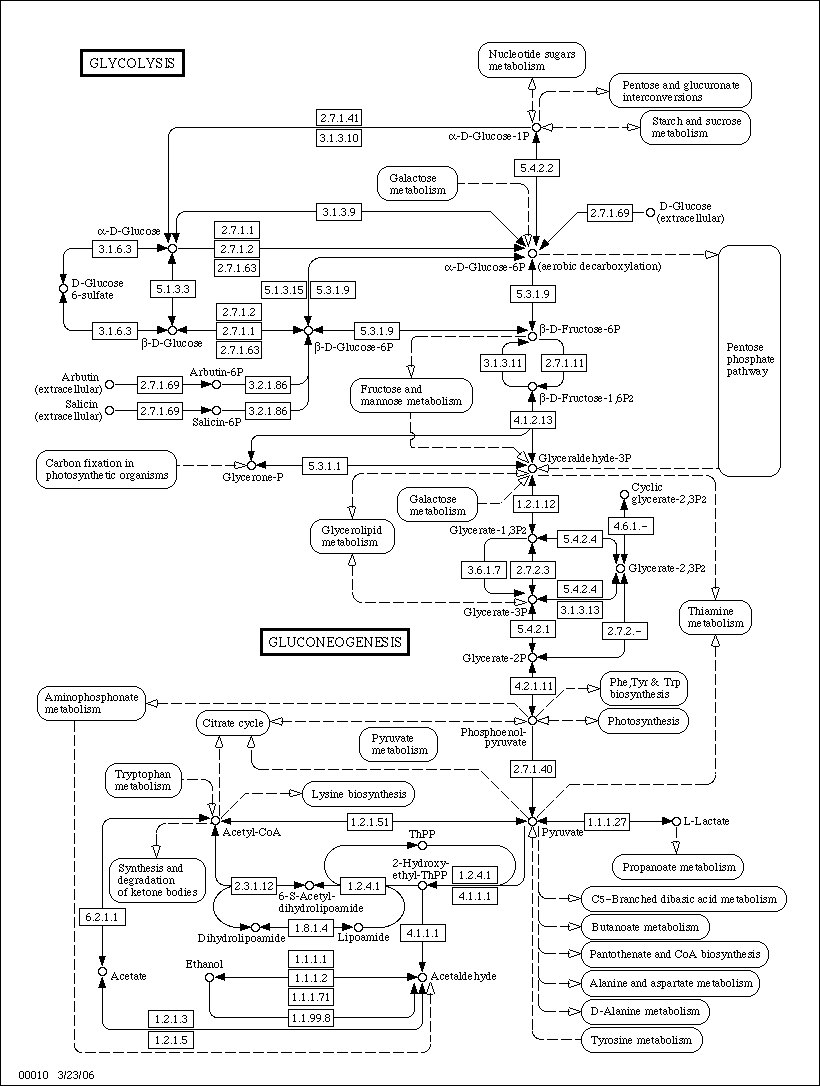 GLYCOLYSIS
Nucleotide sugars
metabolism
Pentose and glucuronate
interconversions
Starch and sucrose
metabolism
2.7.1.41
3.1.3.10
α-D-Glucose-1P
5.4.2.2
Galactose
metabolism
3.1.3.9
2.7.1.69
D-Glucose
(extracellular)
α-D-Glucose
3.1.6.3
2.7.1.1
2.7.1.2
2.7.1.63
α-D-Glucose-6P
(aerobic decarboxylation)
D-Glucose
6-sulfate
5.1.3.3
5.1.3.15
5.3.1.9
5.3.1.9
3.1.6.3
β-D-Glucose
2.7.1.2
2.7.1.1
2.7.1.63
β-D-Glucose-6P
5.3.1.9
β-D-Fructose-6P
Pentose
phosphate
pathway
3.1.3.11
2.7.1.11
Arbutin
(extracellular)
2.7.1.69
Arbutin-6P
3.2.1.86
Salicin
(extracellular)
2.7.1.69
Salicin-6P
3.2.1.86
Fructose and
mannose metabolism
β-D-Fructose-1,6P2
4.1.2.13
Carbon fixation in
photosynthetic organisms
Glycerone-P
5.3.1.1
Glyceraldehyde-3P
Galactose
metabolism
1.2.1.12
Cyclic
glycerate-2,3P2
4.6.1.-
Glycerolipid
metabolism
Glycerate-1,3P2
5.4.2.4
3.6.1.7
2.7.2.3
Glycerate-2,3P2
5.4.2.4
3.1.3.13
Glycerate-3P
Thiamine
metabolism
5.4.2.1
2.7.2.-
GLUCONEOGENESIS
Glycerate-2P
4.2.1.11
Phe,Tyr & Trp
biosynthesis
Photosynthesis
Aminophosphonate
metabolism
Citrate cycle
Pyruvate
metabolism
Phosphoenol-
pyruvate
2.7.1.40
Tryptophan
metabolism
Lysine biosynthesis
Acetyl-CoA
1.2.1.51
Pyruvate
1.1.1.27
L-Lactate
Synthesis and
degradation
of ketone bodies
ThPP
2-Hydroxy-
ethyl-ThPP
1.2.4.1
4.1.1.1
Propanoate metabolism
2.3.1.12
6-S-Acetyl-
dihydrolipoamide
1.2.4.1
C5-Branched dibasic acid metabolism
6.2.1.1
Dihydrolipoamide
1.8.1.4
Lipoamide
4.1.1.1
Butanoate metabolism
Pantothenate and CoA biosynthesis
Acetate
Ethanol
1.1.1.1
1.1.1.2
1.1.1.71
1.1.99.8
Acetaldehyde
Alanine and aspartate metabolism
D-Alanine metabolism
1.2.1.3
1.2.1.5
Tyrosine metabolism
00010 3/23/06